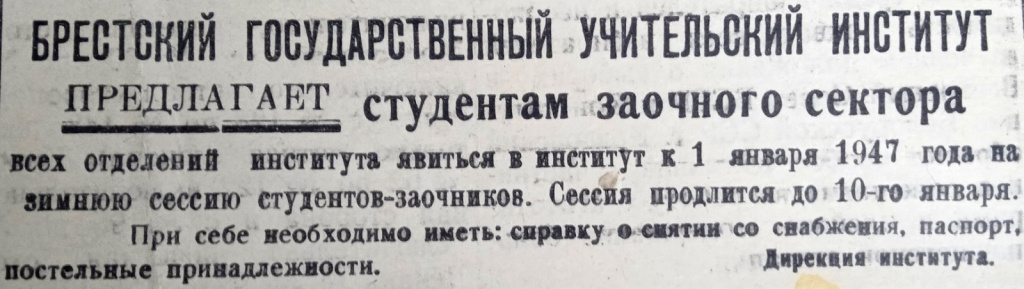 БРЕСТСКИЙ ГОСУДАРСТВЕННЫЙ УЧИТЕЛЬСКИЙ ИНСТИТУТ
ПРЕДЛАГАЕТ студентам заочного сектора
всех отделений института явиться в институт к 1 января 1947 года на
зимнюю сессию студентов-заочников. Сессия продлится до 10-го января.
При себе необходимо иметь: справку о снятии со снабжения, паспорт,
постельные принадлежности. Дирекция института.